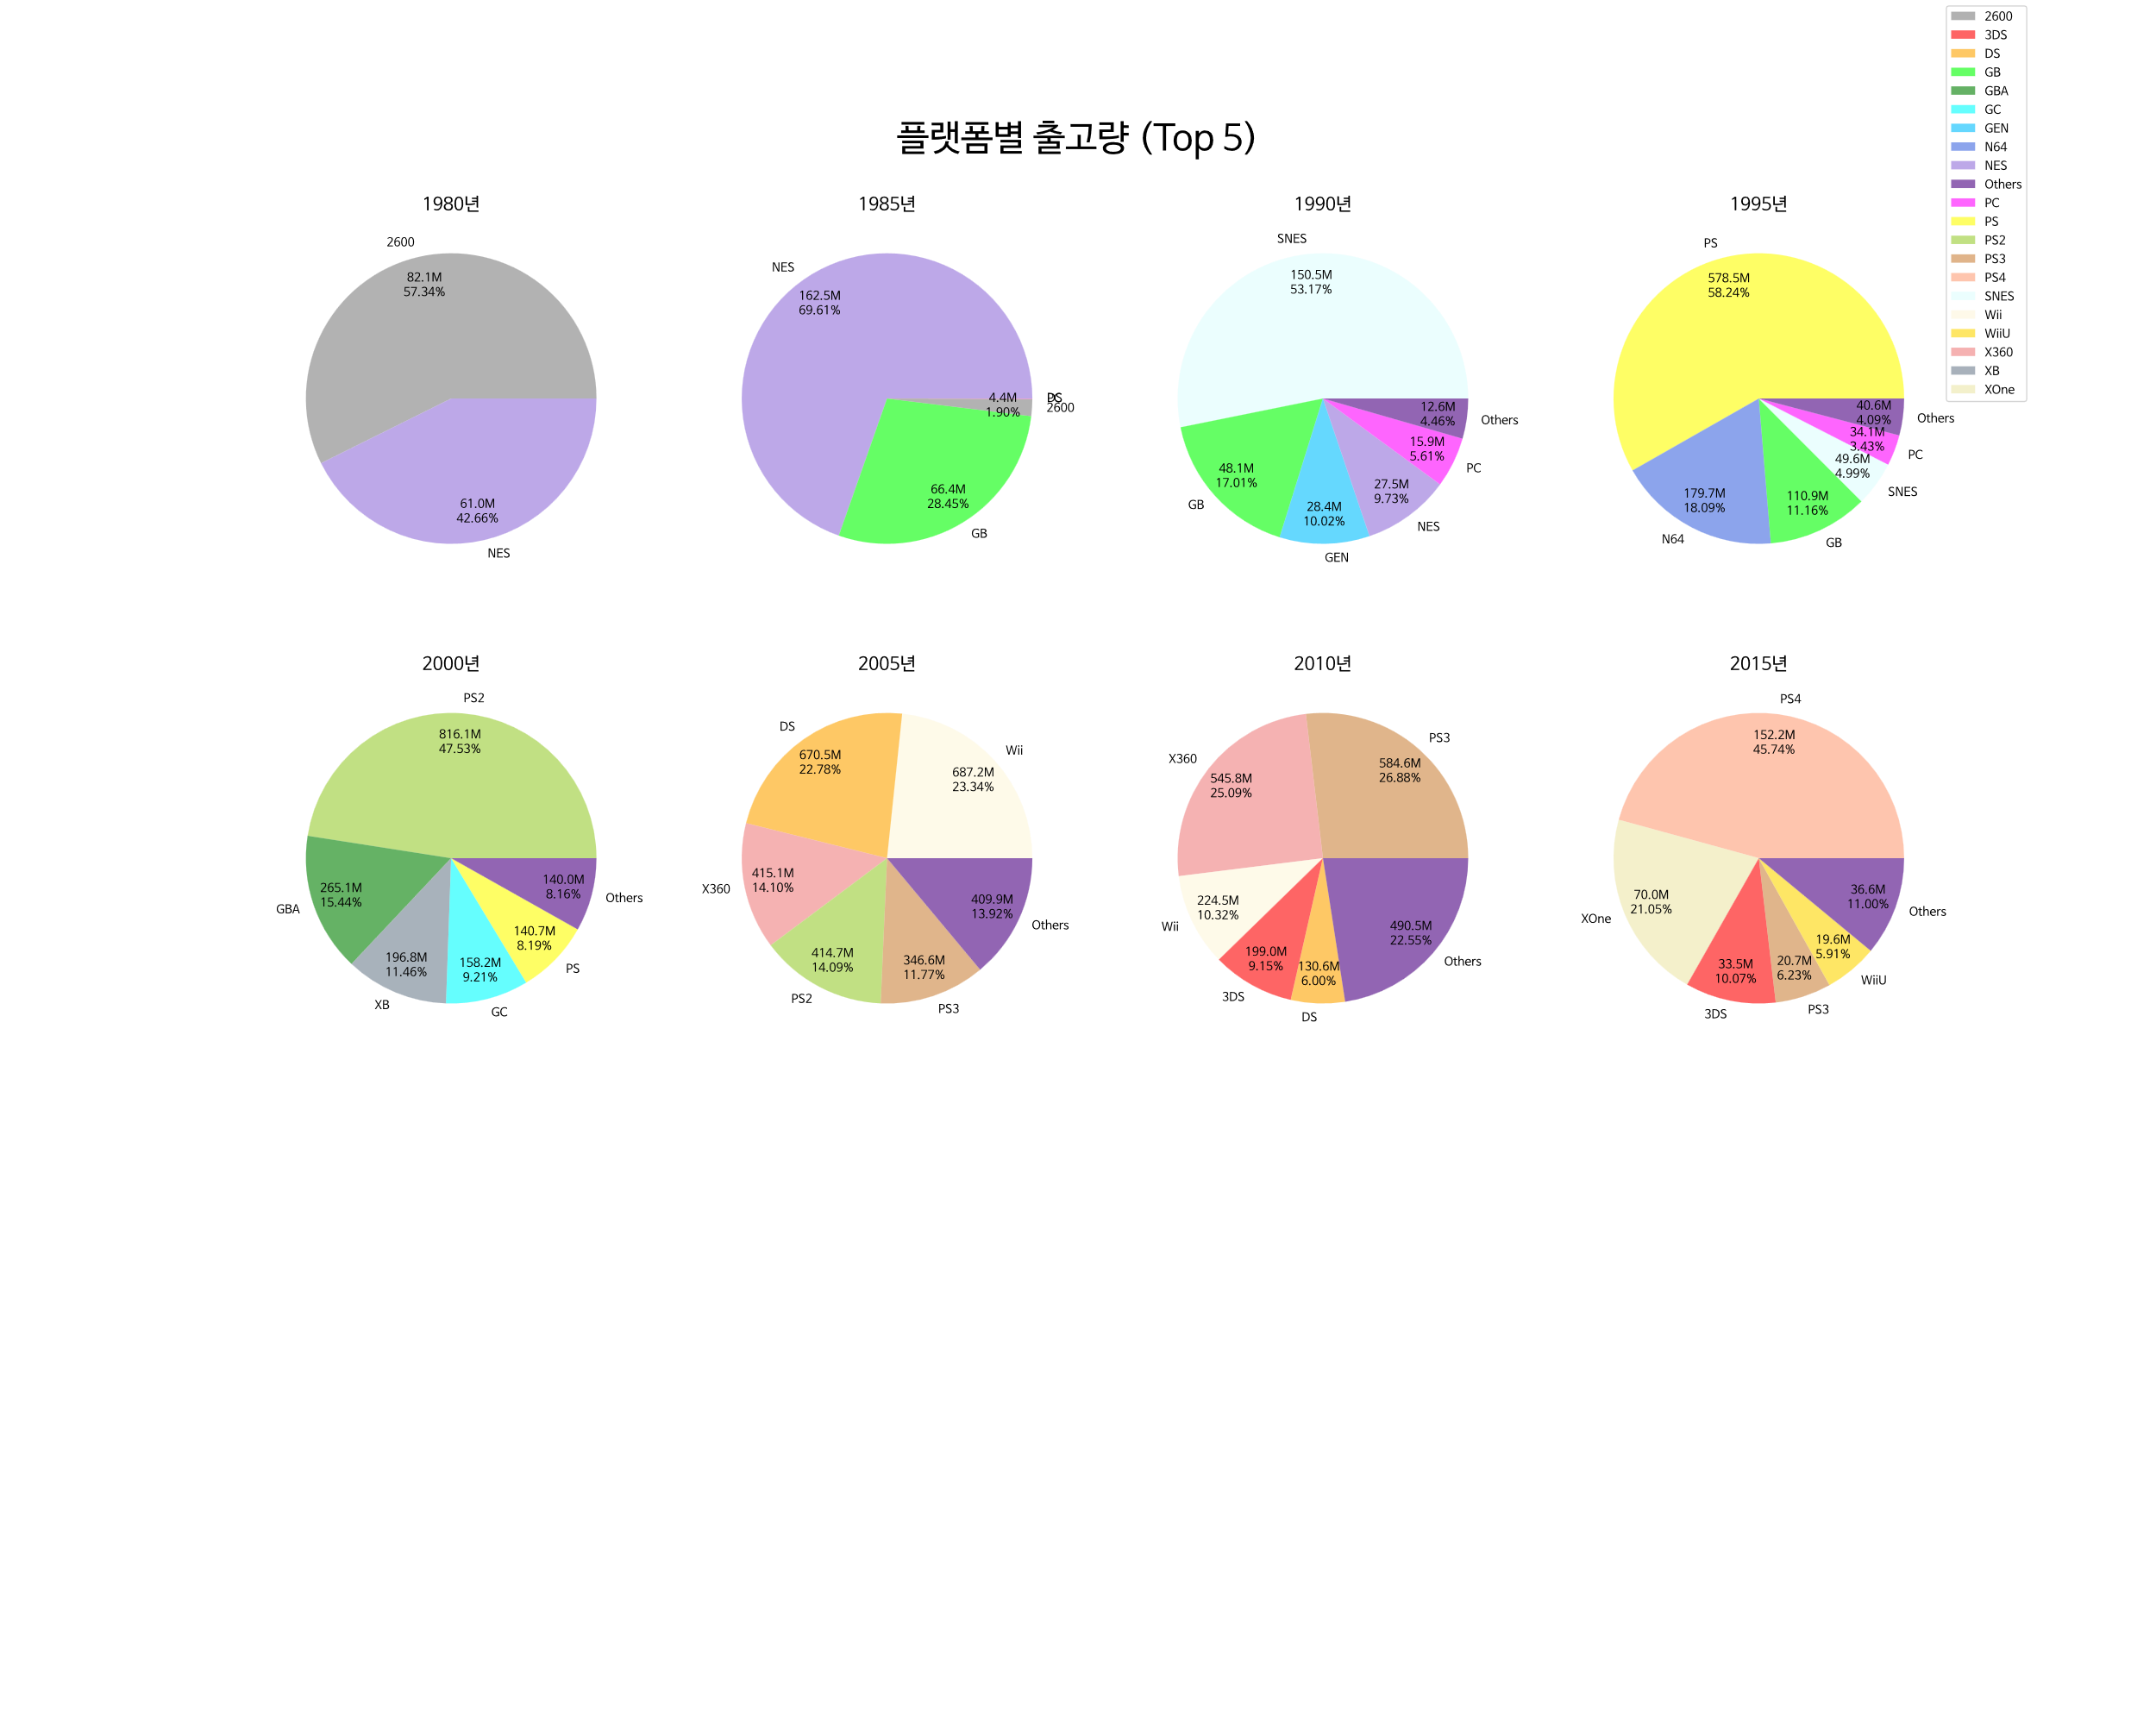 플랫폼별 출고량 (Top 5)
2600
3DS
DS
GB
GBA
GC
GEN
N64
NES
Others
PC
PS
PS2
PS3
PS4
SNES
Wii
WiiU
X360
XB
XOne
1980년
2600
82.1M
57.34%
61.0M
42.66%
NES
1985년
NES
162.5M
69.61%
4.4M
1.90%
2600
66.4M
28.45%
GB
1990년
SNES
150.5M
53.17%
12.6M
4.46%
Others
15.9M
5.61%
PC
48.1M
17.01%
GB
27.5M
9.73%
NES
28.4M
10.02%
GEN
1995년
PS
578.5M
58.24%
40.6M
4.09%
Others
34.1M
3.43%
PC
49.6M
4.99%
SNES
179.7M
18.09%
N64
110.9M
11.16%
GB
2000년
PS2
816.1M
47.53%
265.1M
15.44%
GBA
140.0M
8.16%
Others
140.7M
8.19%
PS
196.8M
11.46%
XB
158.2M
9.21%
GC
2005년
DS
670.5M
22.78%
Wii
687.2M
23.34%
X360
415.1M
14.10%
409.9M
13.92%
Others
414.7M
14.09%
PS2
346.6M
11.77%
PS3
2010년
PS3
584.6M
26.88%
X360
545.8M
25.09%
224.5M
10.32%
Wii
490.5M
22.55%
Others
199.0M
9.15%
3DS
130.6M
6.00%
DS
2015년
PS4
152.2M
45.74%
70.0M
21.05%
XOne
36.6M
11.00%
Others
19.6M
5.91%
WiiU
33.5M
10.07%
3DS
20.7M
6.23%
PS3